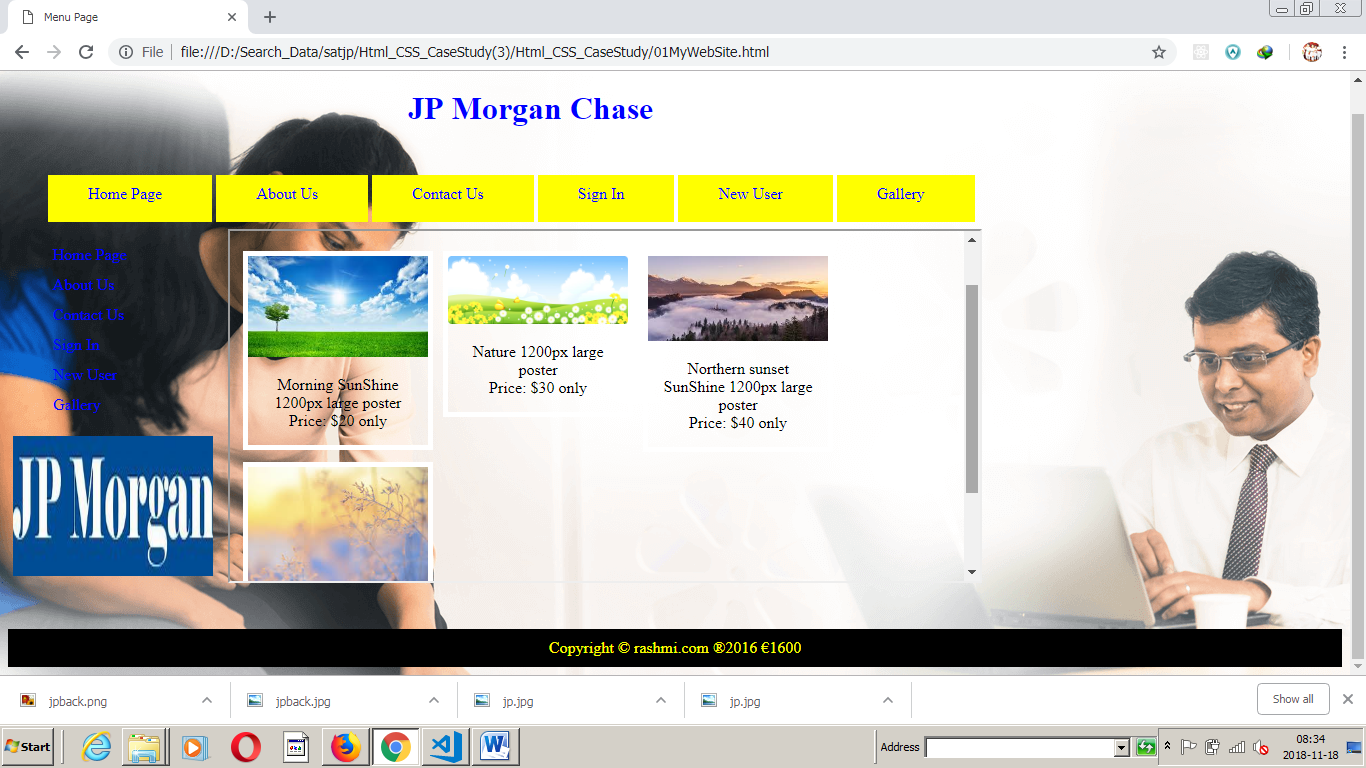 Menu Page
File
file:///D:/Search_Data/satjp/Html_CSS_CaseStudy(3)/Html_CSS_CaseStudy/01MyWebSite.html
JP Morgan Chase
Home Page
About Us
Contact Us
Sign In
New User
Gallery
Home Page
About Us
Contact Us
Sign In
New User
Gallery
JP Morgan
Morning SunShine
1200px large poster
Price: $20 only
Nature 1200px large
poster
Price: $30 only
Northern sunset
SunShine 1200px large
poster
Price: $40 only
Copyright © rashmi.com ®2016 €1600
jpback.png
jpback.jpg
jp.jpg
jp.jpg
Show all
Start
Address
08:34
2018-11-18